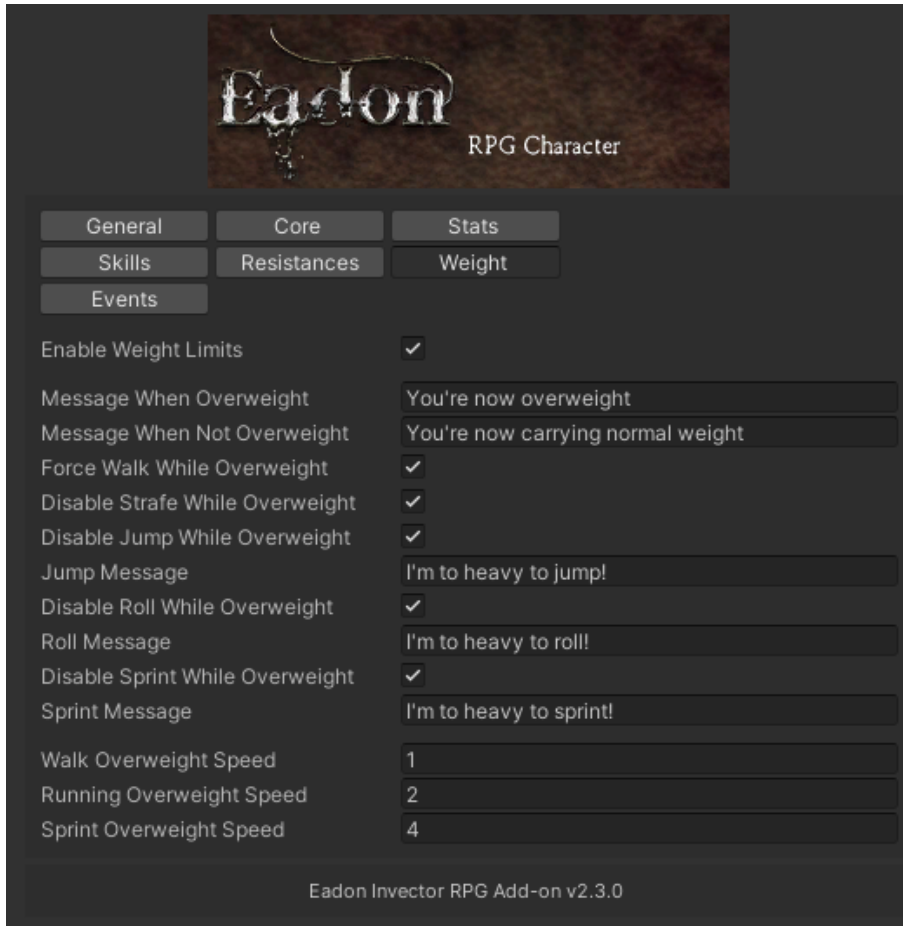 Eadon
RPG Character
General Core Stats
Skills Resistances Weight
Events
Enable Weight Limits
Message When Overweight You're now overweight
Message When Not Overweight You're now carrying normal weight
Force Walk While Overweight
Disable Strafe While Overweight
Disable Jump While Overweight
Jump Message I'm to heavy to jump!
Disable Roll While Overweight
Roll Message I'm to heavy to roll!
Disable Sprint While Overweight
Sprint Message I'm to heavy to sprint!
Walk Overweight Speed 1
Running Overweight Speed 2
Sprint Overweight Speed 4
Eadon Invector RPG Add-on v2.3.0